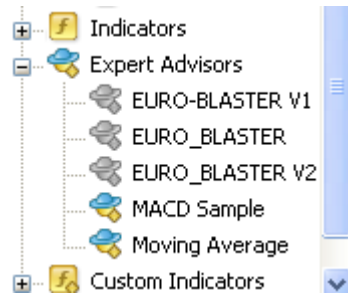 Indicators
Expert Advisors
EURO-BLASTER V1
EURO_BLASTER
EURO_BLASTER V2
MACD Sample
Moving Average
Custom Indicators